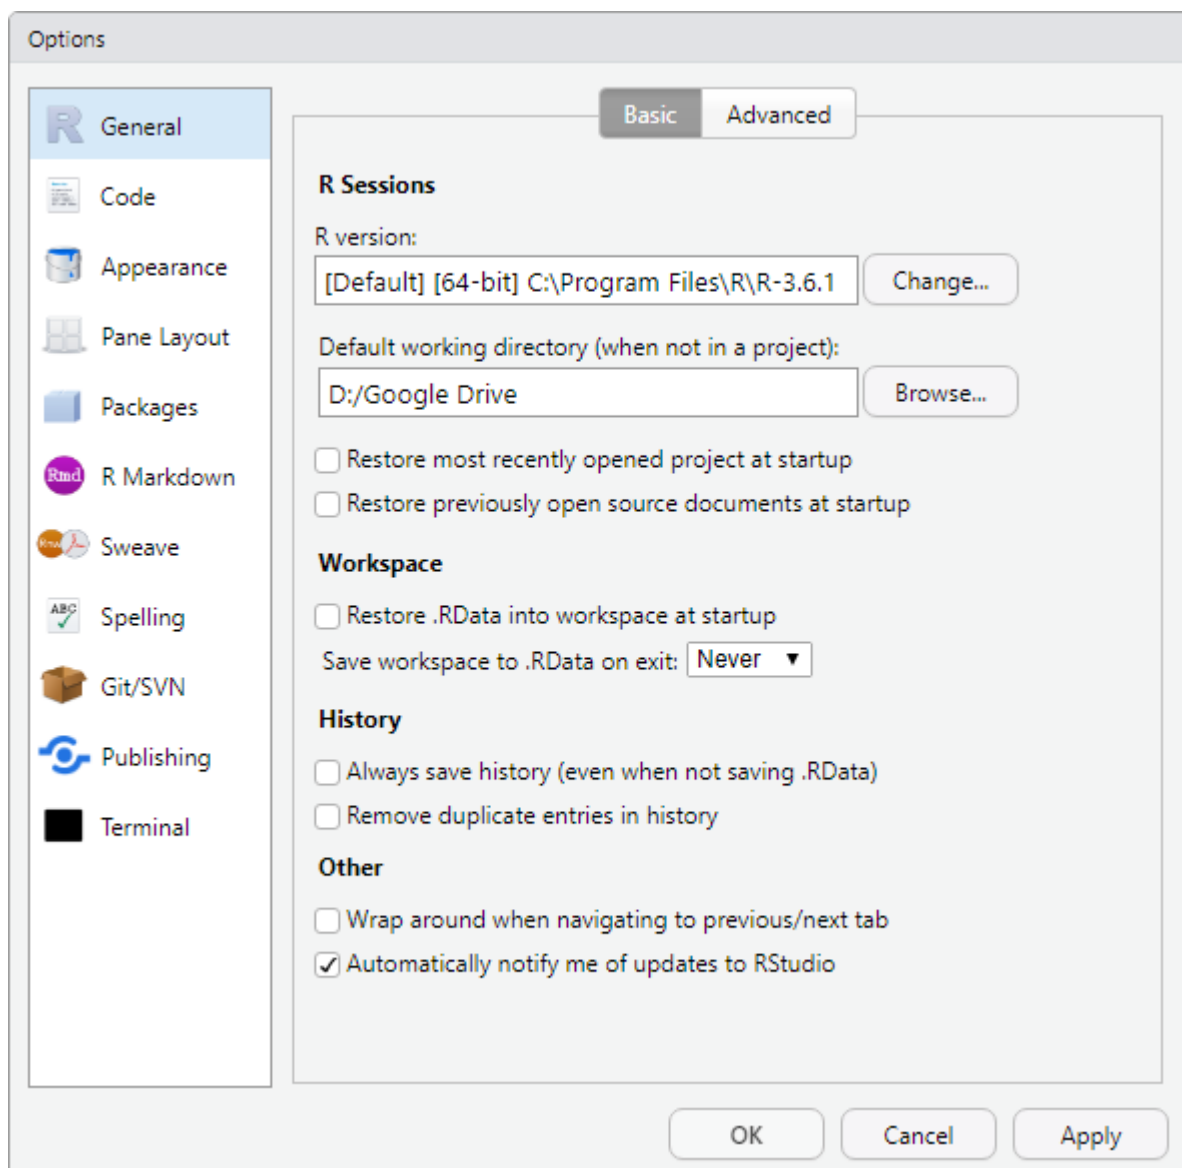 Options
General
Code
Appearance
Pane Layout
Packages
Rmd
R Markdown
Rnw
Sweave
ABC
Spelling
Git/SVN
Publishing
Terminal
Basic
Advanced
R Sessions
R version:
[Default] [64-bit] C:\Program Files\R\R-3.6.1
Change...
Default working directory (when not in a project):
D:/Google Drive
Browse...
Restore most recently opened project at startup
Restore previously open source documents at startup
Workspace
Restore .RData into workspace at startup
Save workspace to .RData on exit: Never
History
Always save history (even when not saving .RData)
Remove duplicate entries in history
Other
Wrap around when navigating to previous/next tab
Automatically notify me of updates to RStudio
OK
Cancel
Apply